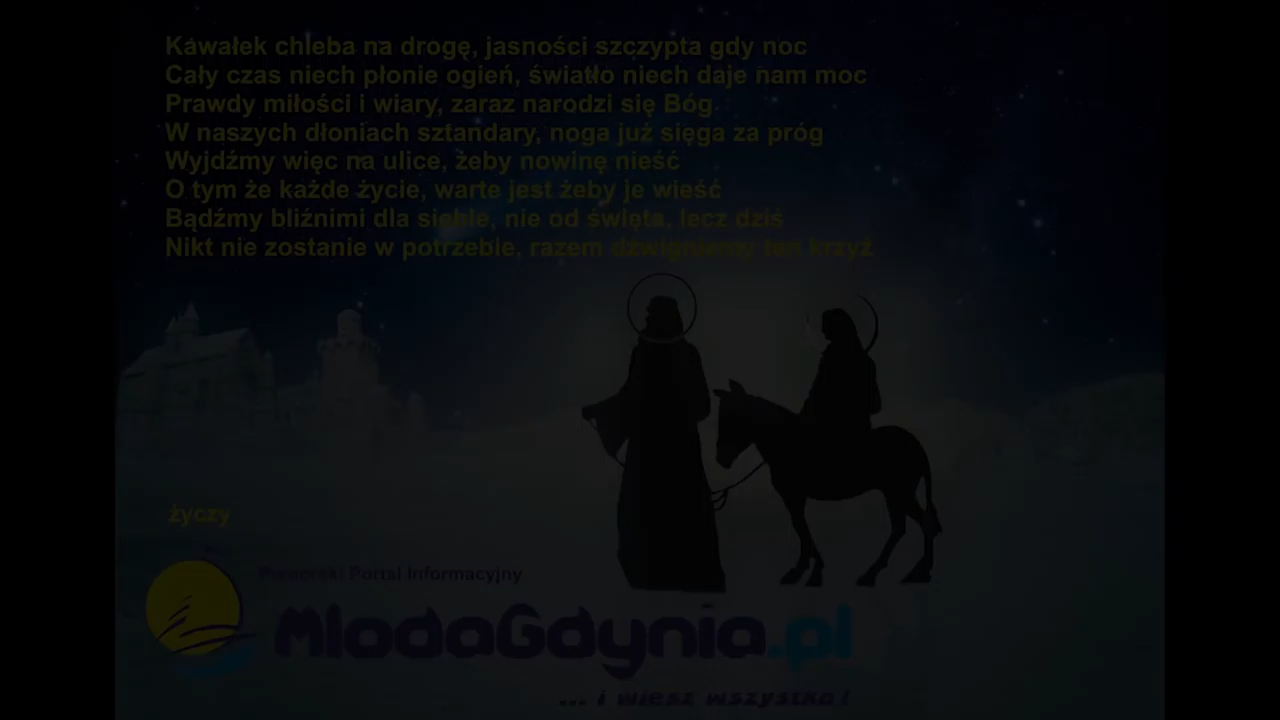 Kawałek chleba na drogę, jasności szczypta gdy noc
Cały czas niech płonie ogień, światło niech daje nam moc
Prawdy miłości i wiary, zaraz narodzi się Bóg
W naszych dłoniach sztandary, noga już sięga za próg
Wyjdźmy więc na ulice, żeby nowinę nieść
O tym że każde życie, warte jest żeby je wieść
Bądźmy bliźnimi dla siebie, nie od święta, lecz dziś
Nikt nie zostanie w potrzebie, razem dźwigniemy ten krzyż
życzy
Pomorski Portal Informacyjny
MlodaGdynia.pl
... i wiesz wszystko!